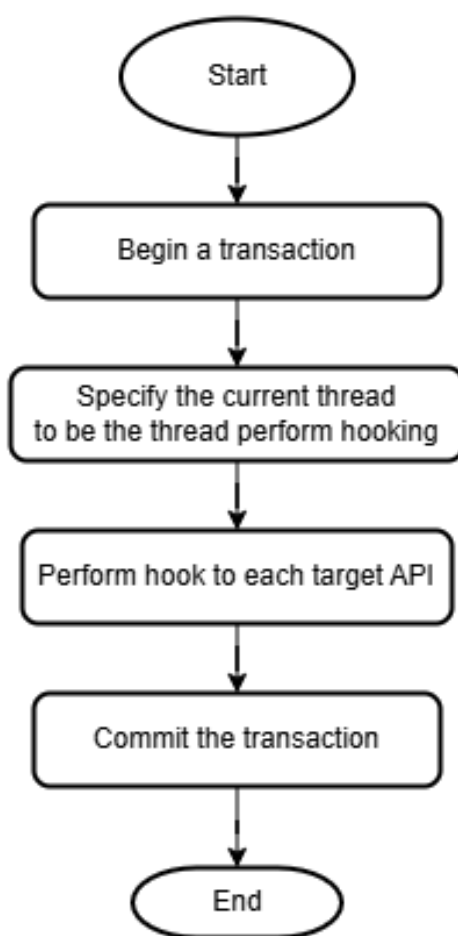 Start
Begin a transaction
Specify the current thread
to be the thread perform hooking
Perform hook to each target API
Commit the transaction
End